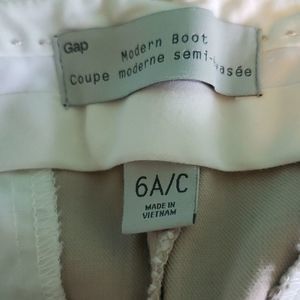 Gap
Modern Boot
Coupe moderne semi-évasée
6A/C
MADE IN
VIETNAM